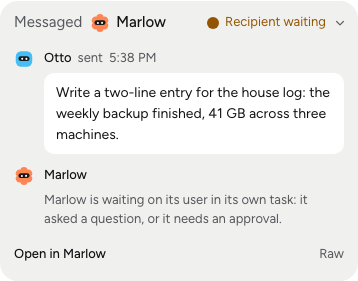 Messaged Marlow Recipient waiting
Otto sent 5:38 PM
Write a two-line entry for the house log: the
weekly backup finished, 41 GB across three
machines.
Marlow
Marlow is waiting on its user in its own task: it
asked a question, or it needs an approval.
Open in Marlow Raw